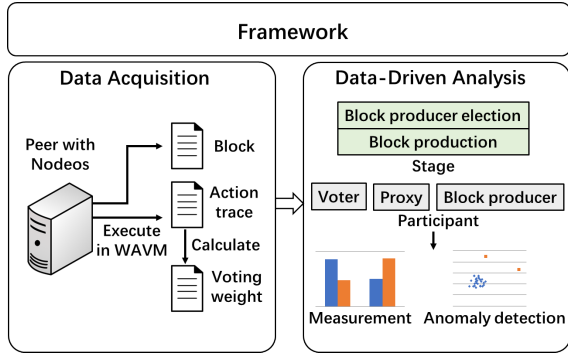 Framework
Data Acquisition
Peer with
Nodeos
Block
Action
trace
Execute
in WAVM
Calculate
Voting
weight
Data-Driven Analysis
Block producer election
Block production
Stage
Voter
Proxy
Block producer
Participant
Measurement
Anomaly detection